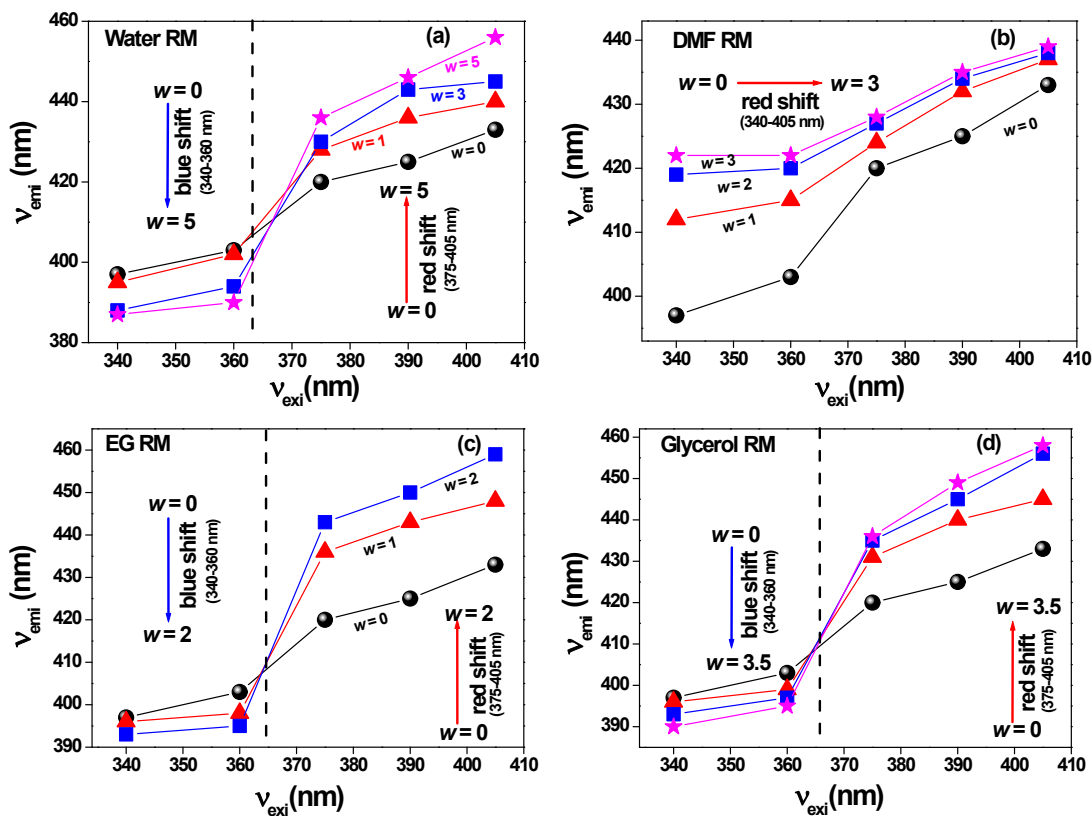 Water RM
(a)
w = 0
blue shift
(340-360 nm)
w = 5
w = 5
w = 3
w = 1
w = 0
w = 5
red shift
(375-405 nm)
w = 0
460
440
420
400
380
340 350 360 370 380 390 400 410
νemi (nm)
νexi(nm)
DMF RM
(b)
w = 0
w = 3
red shift
(340-405 nm)
w = 0
w = 3
w = 2
w = 1
440
430
420
410
400
340 350 360 370 380 390 400 410
νemi (nm)
νexi(nm)
EG RM
(c)
w = 0
blue shift
(340-360 nm)
w = 2
w = 2
w = 1
w = 0
w = 2
red shift
(375-405 nm)
w = 0
460
450
440
430
420
410
400
390
340 350 360 370 380 390 400 410
νemi (nm)
νexi(nm)
Glycerol RM
(d)
w = 0
blue shift
(340-360 nm)
w = 3.5
w = 3.5
red shift
(375-405 nm)
w = 0
460
450
440
430
420
410
400
390
340 350 360 370 380 390 400 410
νemi (nm)
νexi(nm)